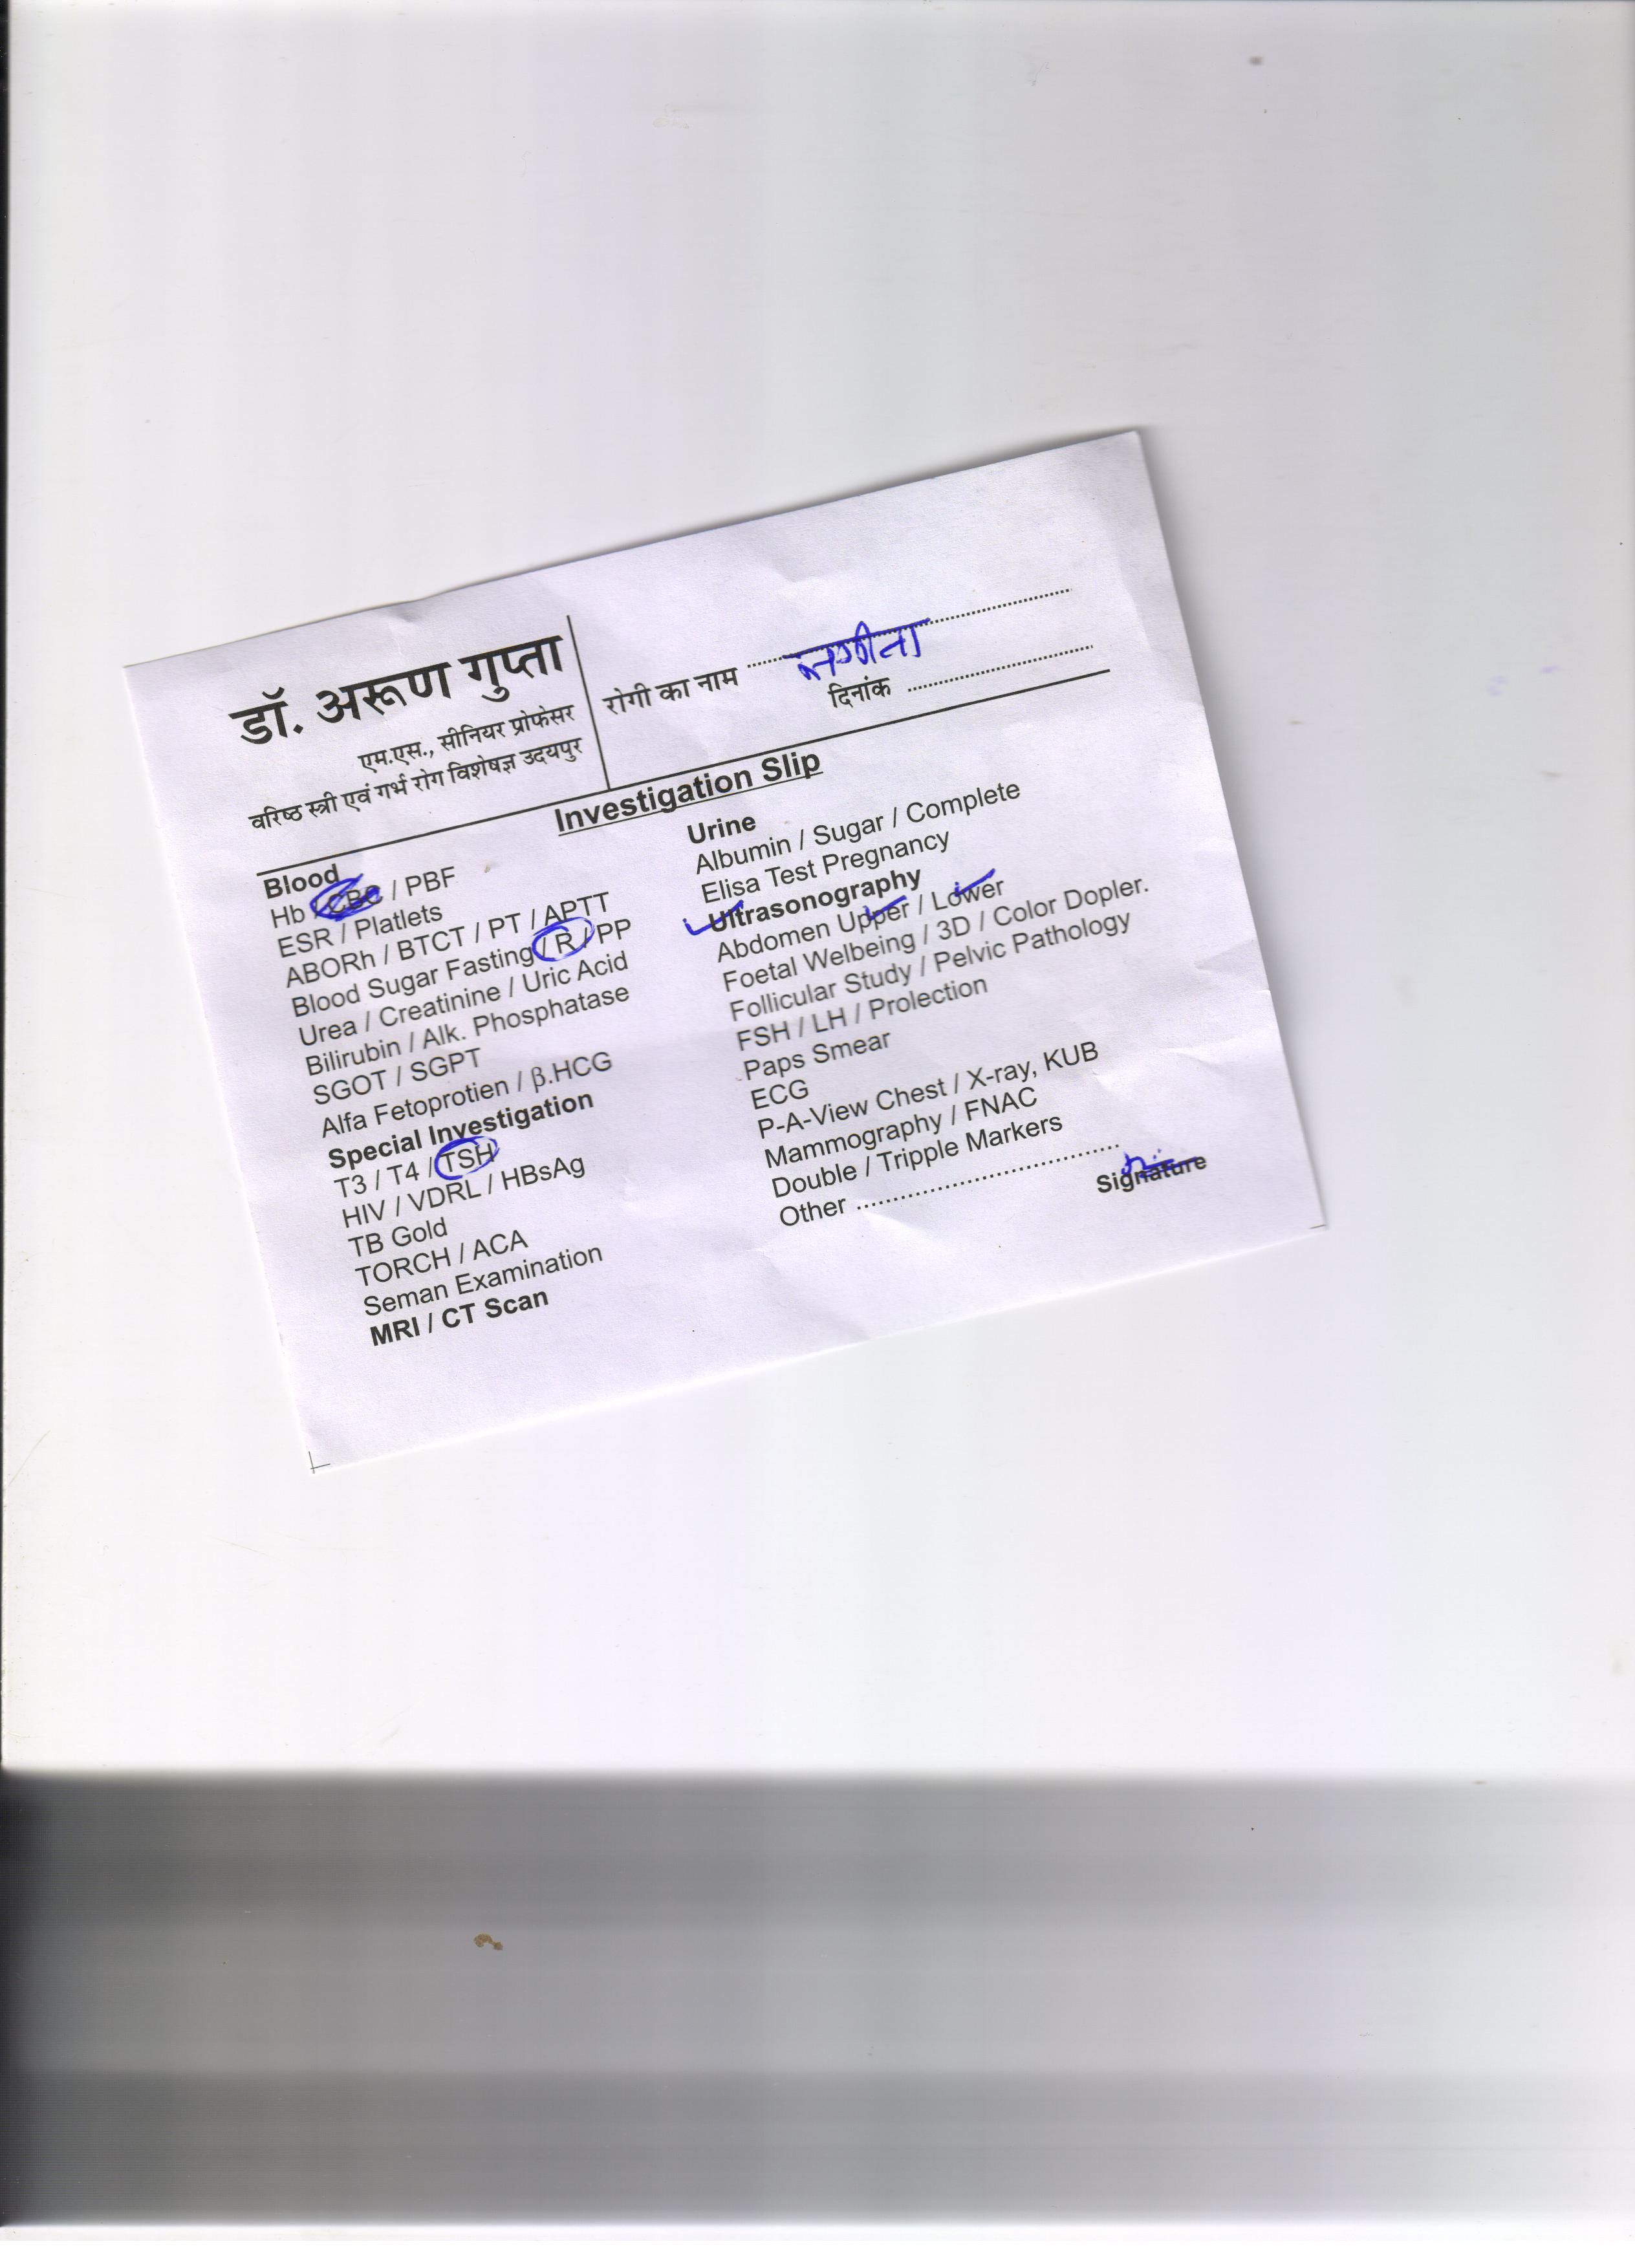 डॉ. अरूण गुप्ता
एम.एस., सीनियर प्रोफेसर
वरिष्ठ स्त्री एवं गर्भ रोग विशेषज्ञ उदयपुर
रोगी का नाम नगीना
दिनांक
Investigation Slip
Blood
Hb / CBC / PBF
ESR / Platlets
ABORh / BTCT / PT / APTT
Blood Sugar Fasting / R / PP
Urea / Creatinine / Uric Acid
Bilirubin / Alk. Phosphatase
SGOT / SGPT
Alfa Fetoprotien / β.HCG
Special Investigation
T3 / T4 / TSH
HIV / VDRL / HBsAg
TB Gold
TORCH / ACA
Seman Examination
MRI / CT Scan
Urine
Albumin / Sugar / Complete
Elisa Test Pregnancy
Ultrasonography
Abdomen Upper / Lower
Foetal Welbeing / 3D / Color Dopler.
Follicular Study / Pelvic Pathology
FSH / LH / Prolection
Paps Smear
ECG
P-A-View Chest / X-ray, KUB
Mammography / FNAC
Double / Tripple Markers
Other ....................................
Signature